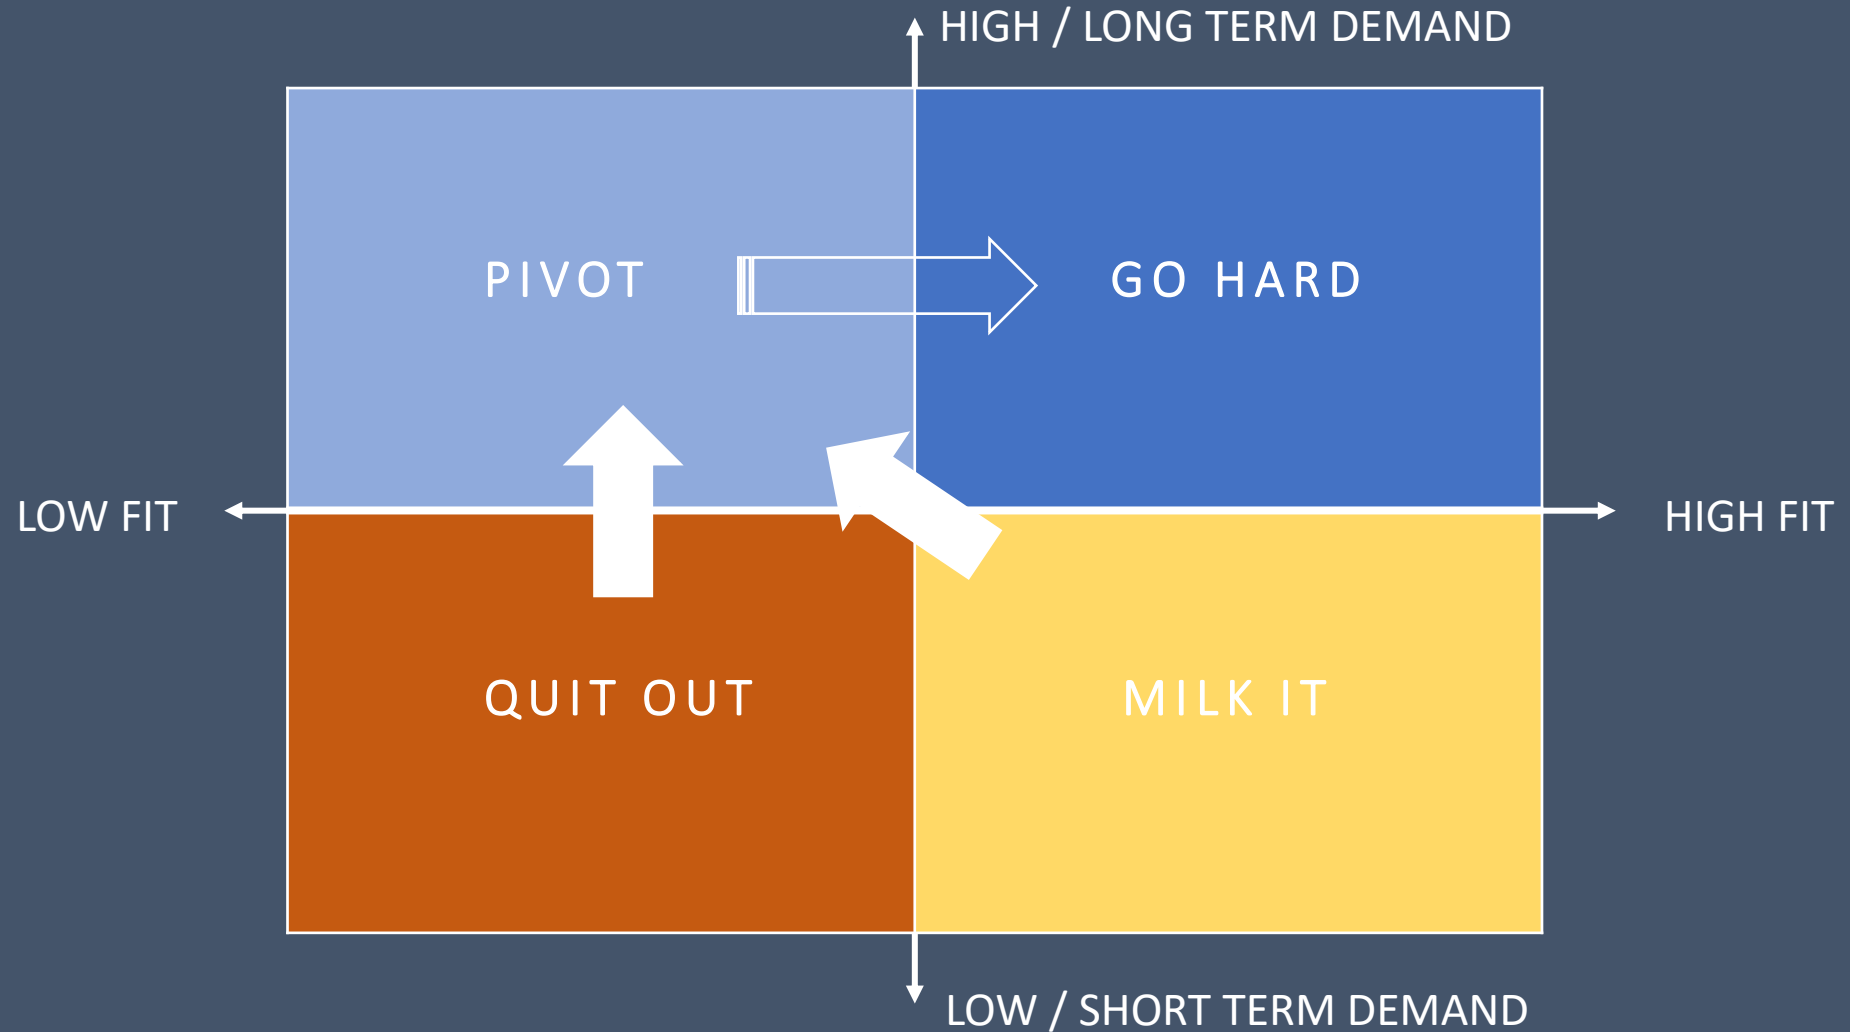 HIGH / LONG TERM DEMAND
PIVOT
GO HARD
LOW FIT
HIGH FIT
QUIT OUT
MILK IT
LOW / SHORT TERM DEMAND